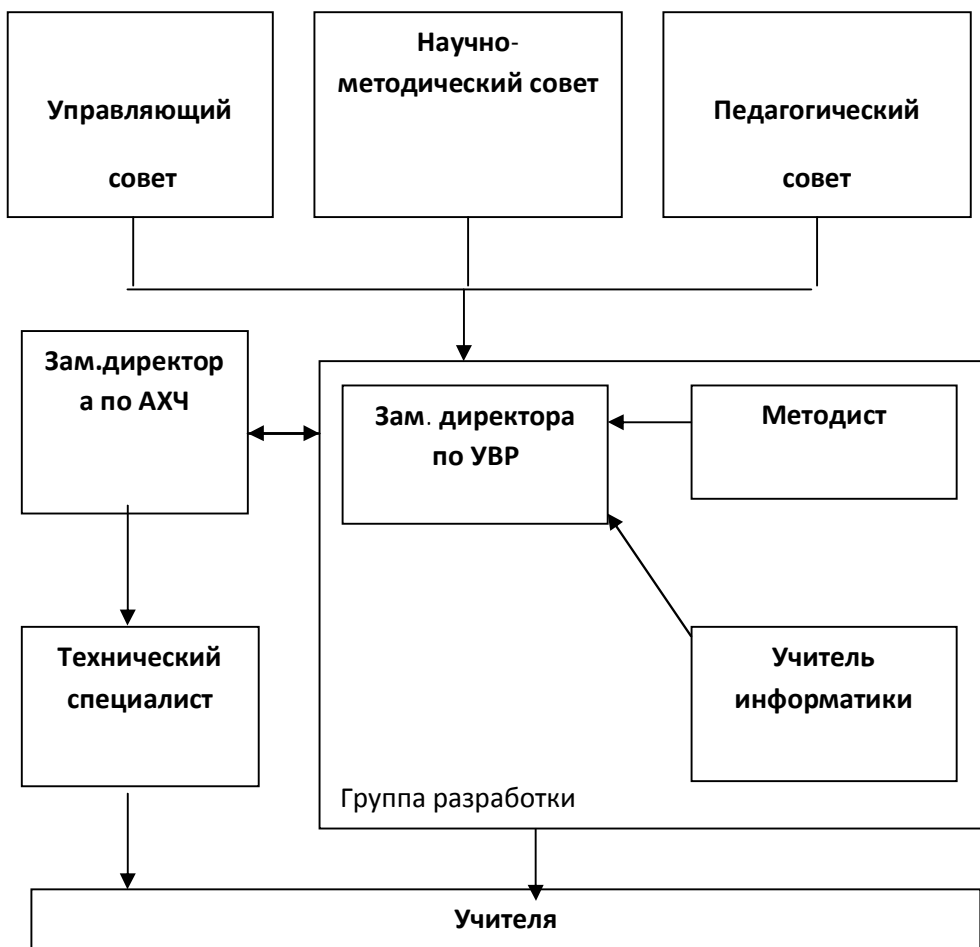 Управляющий
совет
Научно-
методический совет
Педагогический
совет
Зам.директор
а по АХЧ
Зам. директора
по УВР
Методист
Технический
специалист
Учитель
информатики
Группа разработки
Учителя